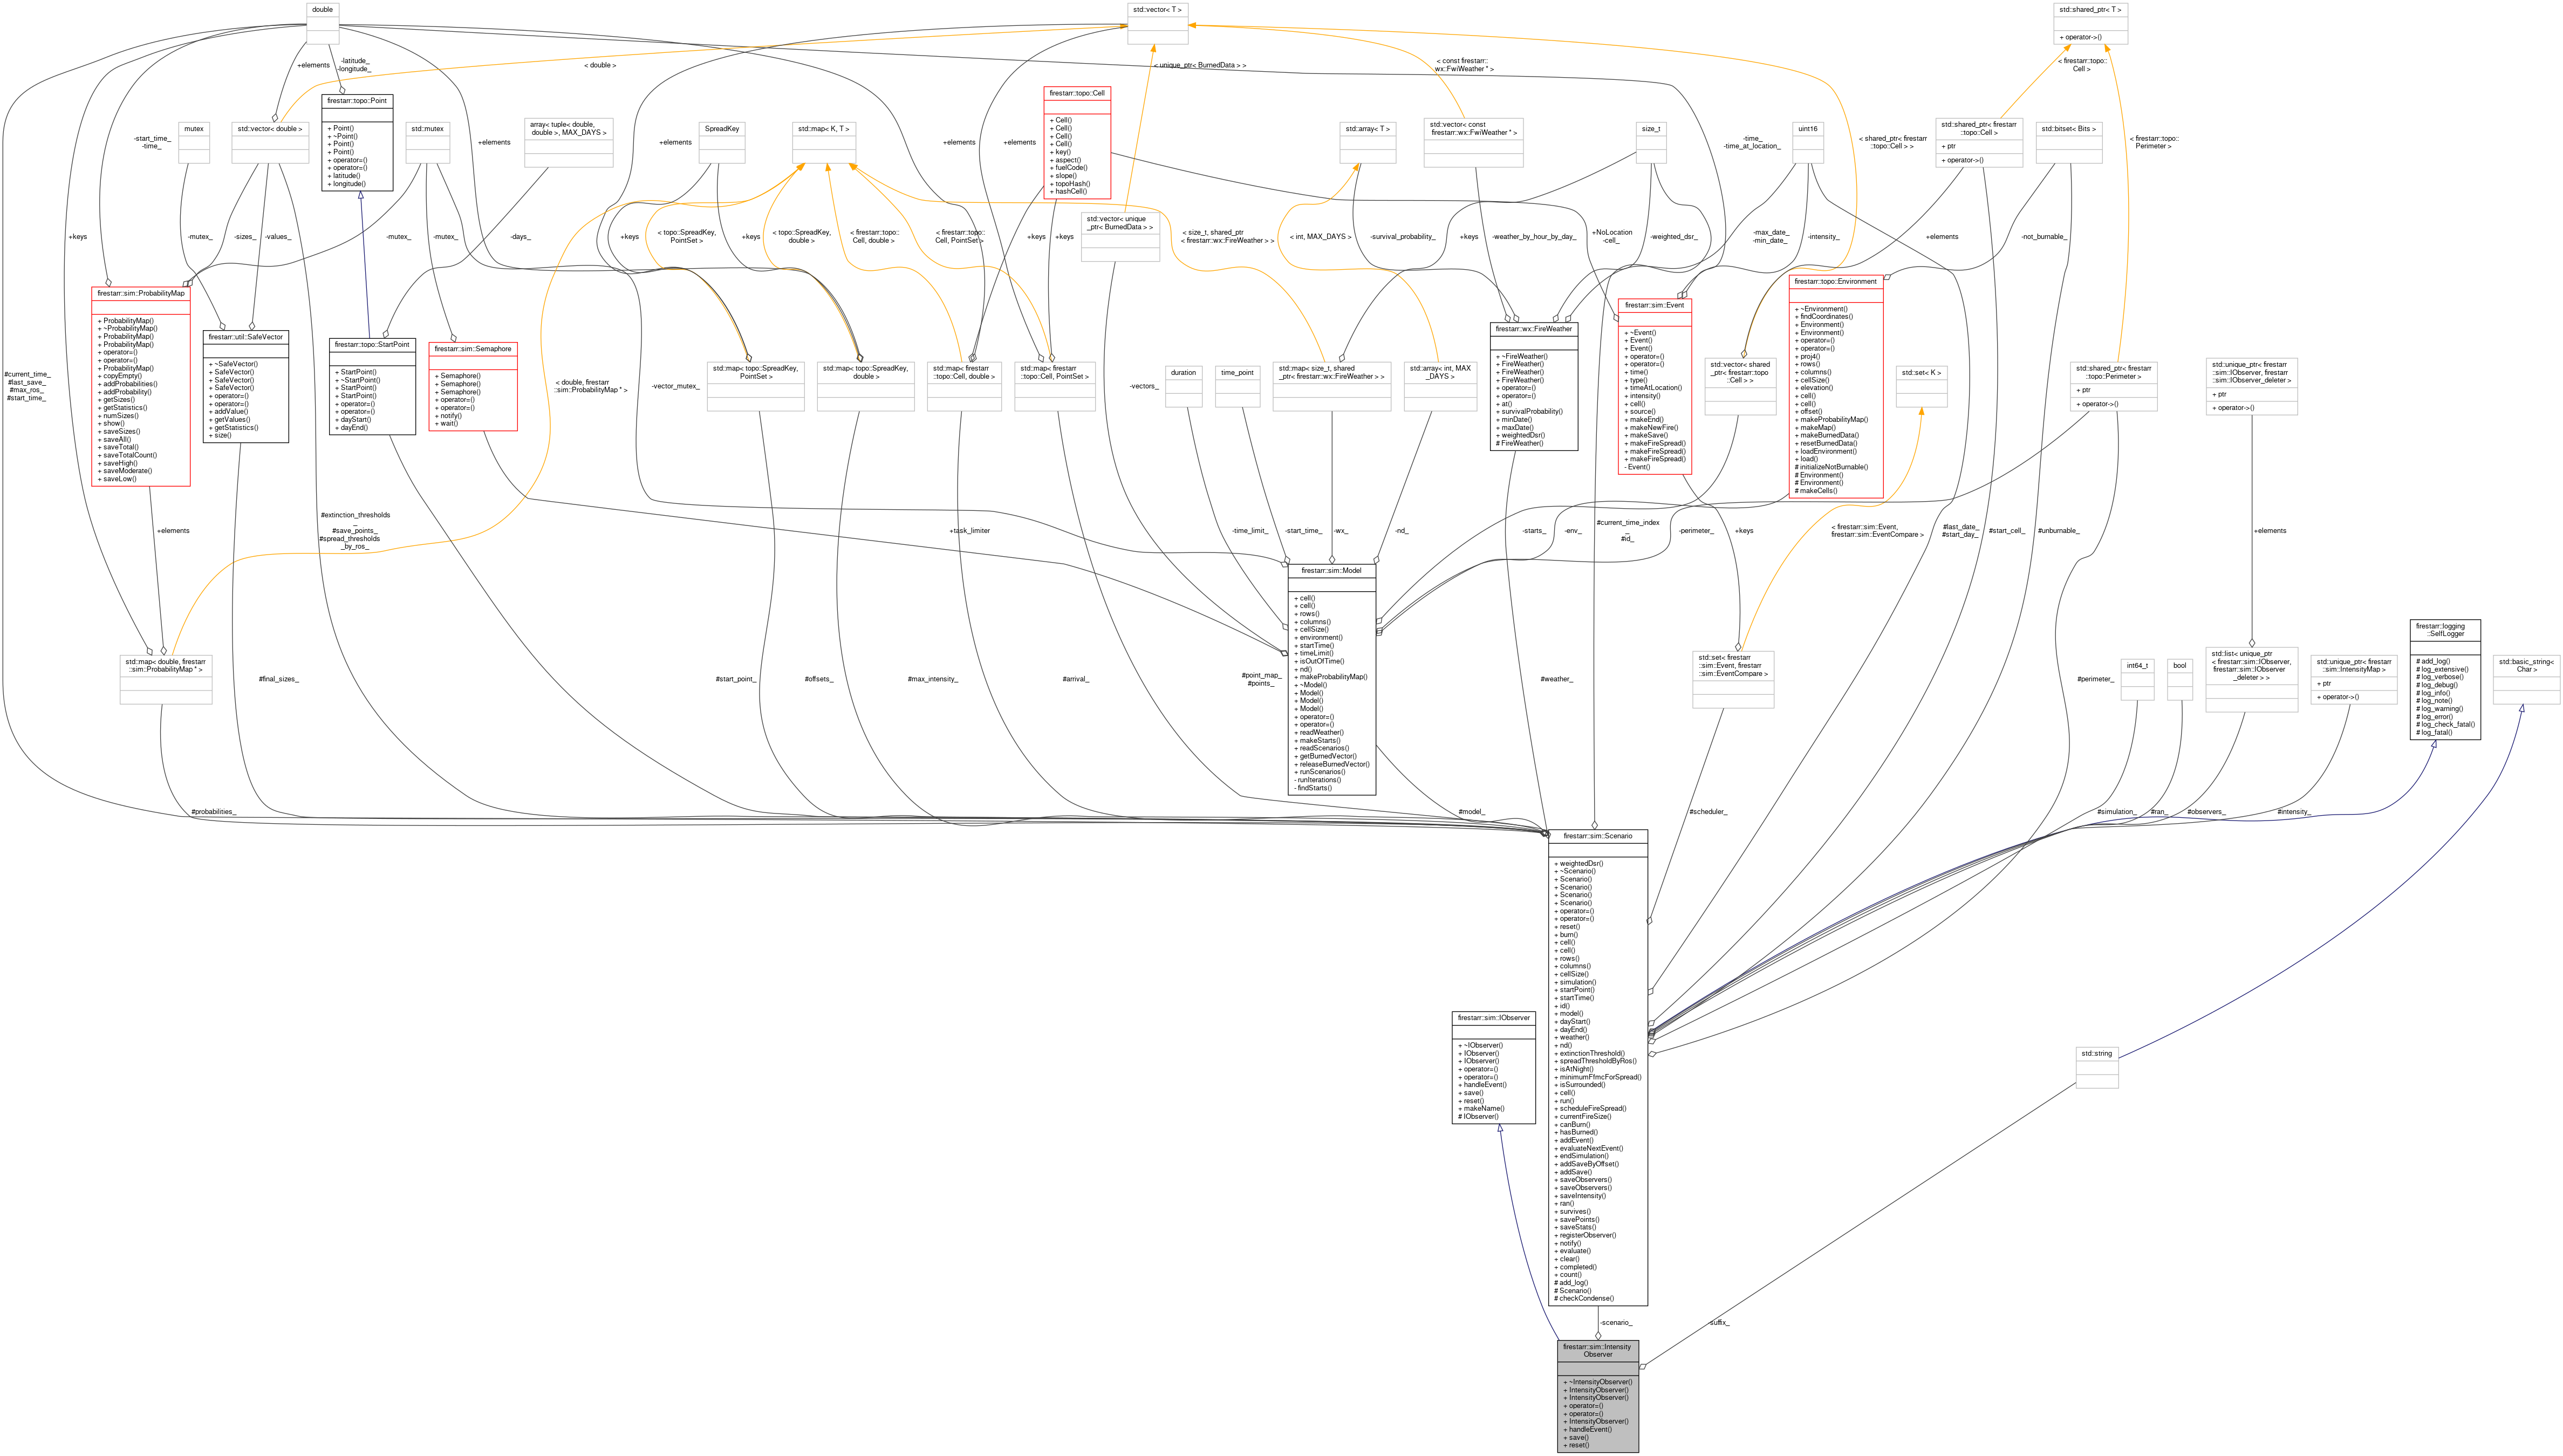 double
std::vector< T >
std::shared_ptr< T >
+ operator->()
+elements
-latitude_
-longitude_
< double >
< unique_ptr< BurnedData > >
< const firestarr::
wx::FwiWeather * >
< firestarr::topo::
Cell >
firestarr::topo::Point
+ Point()
+ ~Point()
+ Point()
+ Point()
+ operator=()
+ operator=()
+ latitude()
+ longitude()
firestarr::topo::Cell
+ Cell()
+ Cell()
+ Cell()
+ Cell()
+ key()
+ aspect()
+ fuelCode()
+ slope()
+ topoHash()
+ hashCell()
-start_time_
-time_
mutex
std::vector< double >
std::mutex
+elements
array< tuple< double,
double >, MAX_DAYS >
+elements
SpreadKey
std::map< K, T >
+elements
+elements
std::array< T >
std::vector< const
firestarr::wx::FwiWeather * >
size_t
-time_
-time_at_location_
uint16
< shared_ptr< firestarr
::topo::Cell > >
std::shared_ptr< firestarr
::topo::Cell >
+ ptr
+ operator->()
std::bitset< Bits >
< firestarr::topo::
Perimeter >
std::vector< unique
_ptr< BurnedData > >
+keys
-mutex_
-sizes_
-values_
-mutex_
-mutex_
-days_
+keys
< topo::SpreadKey,
PointSet >
+keys
< topo::SpreadKey,
double >
< firestarr::topo::
Cell, double >
< firestarr::topo::
Cell, PointSet >
+keys
+keys
< size_t, shared_ptr
< firestarr::wx::FireWeather > >
< int, MAX_DAYS >
-survival_probability_
+keys
-weather_by_hour_by_day_
+NoLocation
-cell_
-weighted_dsr_
-max_date_
-min_date_
-intensity_
+elements
-not_burnable_
firestarr::sim::ProbabilityMap
+ ProbabilityMap()
+ ~ProbabilityMap()
+ ProbabilityMap()
+ ProbabilityMap()
+ operator=()
+ operator=()
+ ProbabilityMap()
+ copyEmpty()
+ addProbabilities()
+ addProbability()
+ getSizes()
+ getStatistics()
+ numSizes()
+ show()
+ saveSizes()
+ saveAll()
+ saveTotal()
+ saveTotalCount()
+ saveHigh()
+ saveModerate()
+ saveLow()
firestarr::util::SafeVector
+ ~SafeVector()
+ SafeVector()
+ SafeVector()
+ SafeVector()
+ operator=()
+ operator=()
+ addValue()
+ getValues()
+ getStatistics()
+ size()
firestarr::topo::StartPoint
+ StartPoint()
+ ~StartPoint()
+ StartPoint()
+ StartPoint()
+ operator=()
+ operator=()
+ dayStart()
+ dayEnd()
firestarr::sim::Semaphore
+ Semaphore()
+ Semaphore()
+ Semaphore()
+ operator=()
+ operator=()
+ notify()
+ wait()
firestarr::wx::FireWeather
+ ~FireWeather()
+ FireWeather()
+ FireWeather()
+ FireWeather()
+ operator=()
+ operator=()
+ at()
+ survivalProbability()
+ minDate()
+ maxDate()
+ weightedDsr()
# FireWeather()
firestarr::sim::Event
+ ~Event()
+ Event()
+ Event()
+ operator=()
+ operator=()
+ time()
+ type()
+ timeAtLocation()
+ intensity()
+ cell()
+ source()
+ makeEnd()
+ makeNewFire()
+ makeSave()
+ makeFireSpread()
+ makeFireSpread()
+ makeFireSpread()
- Event()
firestarr::topo::Environment
+ ~Environment()
+ findCoordinates()
+ Environment()
+ Environment()
+ operator=()
+ operator=()
+ proj4()
+ rows()
+ columns()
+ cellSize()
+ elevation()
+ cell()
+ cell()
+ offset()
+ makeProbabilityMap()
+ makeMap()
+ makeBurnedData()
+ resetBurnedData()
+ loadEnvironment()
+ load()
# initializeNotBurnable()
# Environment()
# Environment()
# makeCells()
#current_time_
#last_save_
#max_ros_
#start_time_
< double, firestarr
::sim::ProbabilityMap * >
-vector_mutex_
std::map< topo::SpreadKey,
PointSet >
std::map< topo::SpreadKey,
double >
std::map< firestarr
::topo::Cell, double >
std::map< firestarr
::topo::Cell, PointSet >
-vectors_
duration
time_point
std::map< size_t, shared
_ptr< firestarr::wx::FireWeather > >
std::array< int, MAX
_DAYS >
std::vector< shared
_ptr< firestarr::topo
::Cell > >
std::set< K >
std::shared_ptr< firestarr
::topo::Perimeter >
+ ptr
+ operator->()
std::unique_ptr< firestarr
::sim::IObserver, firestarr
::sim::IObserver_deleter >
+ ptr
+ operator->()
+elements
#extinction_thresholds
_
#save_points_
#spread_thresholds
_by_ros_
+task_limiter
-time_limit_
-start_time_
-wx_
-nd_
-starts_
-env_
#current_time_index
_
#id_
-perimeter_
+keys
< firestarr::sim::Event,
firestarr::sim::EventCompare >
#last_date_
#start_day_
#start_cell_
#unburnable_
+elements
firestarr::sim::Model
+ cell()
+ cell()
+ rows()
+ columns()
+ cellSize()
+ environment()
+ startTime()
+ timeLimit()
+ isOutOfTime()
+ nd()
+ makeProbabilityMap()
+ ~Model()
+ Model()
+ Model()
+ Model()
+ operator=()
+ operator=()
+ readWeather()
+ makeStarts()
+ readScenarios()
+ getBurnedVector()
+ releaseBurnedVector()
+ runScenarios()
- runIterations()
- findStarts()
std::map< double, firestarr
::sim::ProbabilityMap * >
#final_sizes_
#start_point_
#offsets_
#max_intensity_
#arrival_
#point_map_
#points_
#weather_
std::set< firestarr
::sim::Event, firestarr
::sim::EventCompare >
#perimeter_
int64_t
bool
std::list< unique_ptr
< firestarr::sim::IObserver,
firestarr::sim::IObserver
_deleter > >
std::unique_ptr< firestarr
::sim::IntensityMap >
+ ptr
+ operator->()
firestarr::logging
::SelfLogger
# add_log()
# log_extensive()
# log_verbose()
# log_debug()
# log_info()
# log_note()
# log_warning()
# log_error()
# log_check_fatal()
# log_fatal()
std::basic_string<
Char >
#probabilities_
#model_
#scheduler_
#simulation_
#ran_
#observers_
#intensity_
firestarr::sim::Scenario
+ weightedDsr()
+ ~Scenario()
+ Scenario()
+ Scenario()
+ Scenario()
+ Scenario()
+ operator=()
+ operator=()
+ reset()
+ burn()
+ cell()
+ cell()
+ rows()
+ columns()
+ cellSize()
+ simulation()
+ startPoint()
+ startTime()
+ id()
+ model()
+ dayStart()
+ dayEnd()
+ weather()
+ nd()
+ extinctionThreshold()
+ spreadThresholdByRos()
+ isAtNight()
+ minimumFfmcForSpread()
+ isSurrounded()
+ cell()
+ run()
+ scheduleFireSpread()
+ currentFireSize()
+ canBurn()
+ hasBurned()
+ addEvent()
+ evaluateNextEvent()
+ endSimulation()
+ addSaveByOffset()
+ addSave()
+ saveObservers()
+ saveObservers()
+ saveIntensity()
+ ran()
+ survives()
+ savePoints()
+ saveStats()
+ registerObserver()
+ notify()
+ evaluate()
+ clear()
+ completed()
+ count()
# add_log()
# Scenario()
# checkCondense()
firestarr::sim::IObserver
+ ~IObserver()
+ IObserver()
+ IObserver()
+ operator=()
+ operator=()
+ handleEvent()
+ save()
+ reset()
+ makeName()
# IObserver()
std::string
-scenario_
-suffix_
firestarr::sim::Intensity
Observer
+ ~IntensityObserver()
+ IntensityObserver()
+ IntensityObserver()
+ operator=()
+ operator=()
+ IntensityObserver()
+ handleEvent()
+ save()
+ reset()